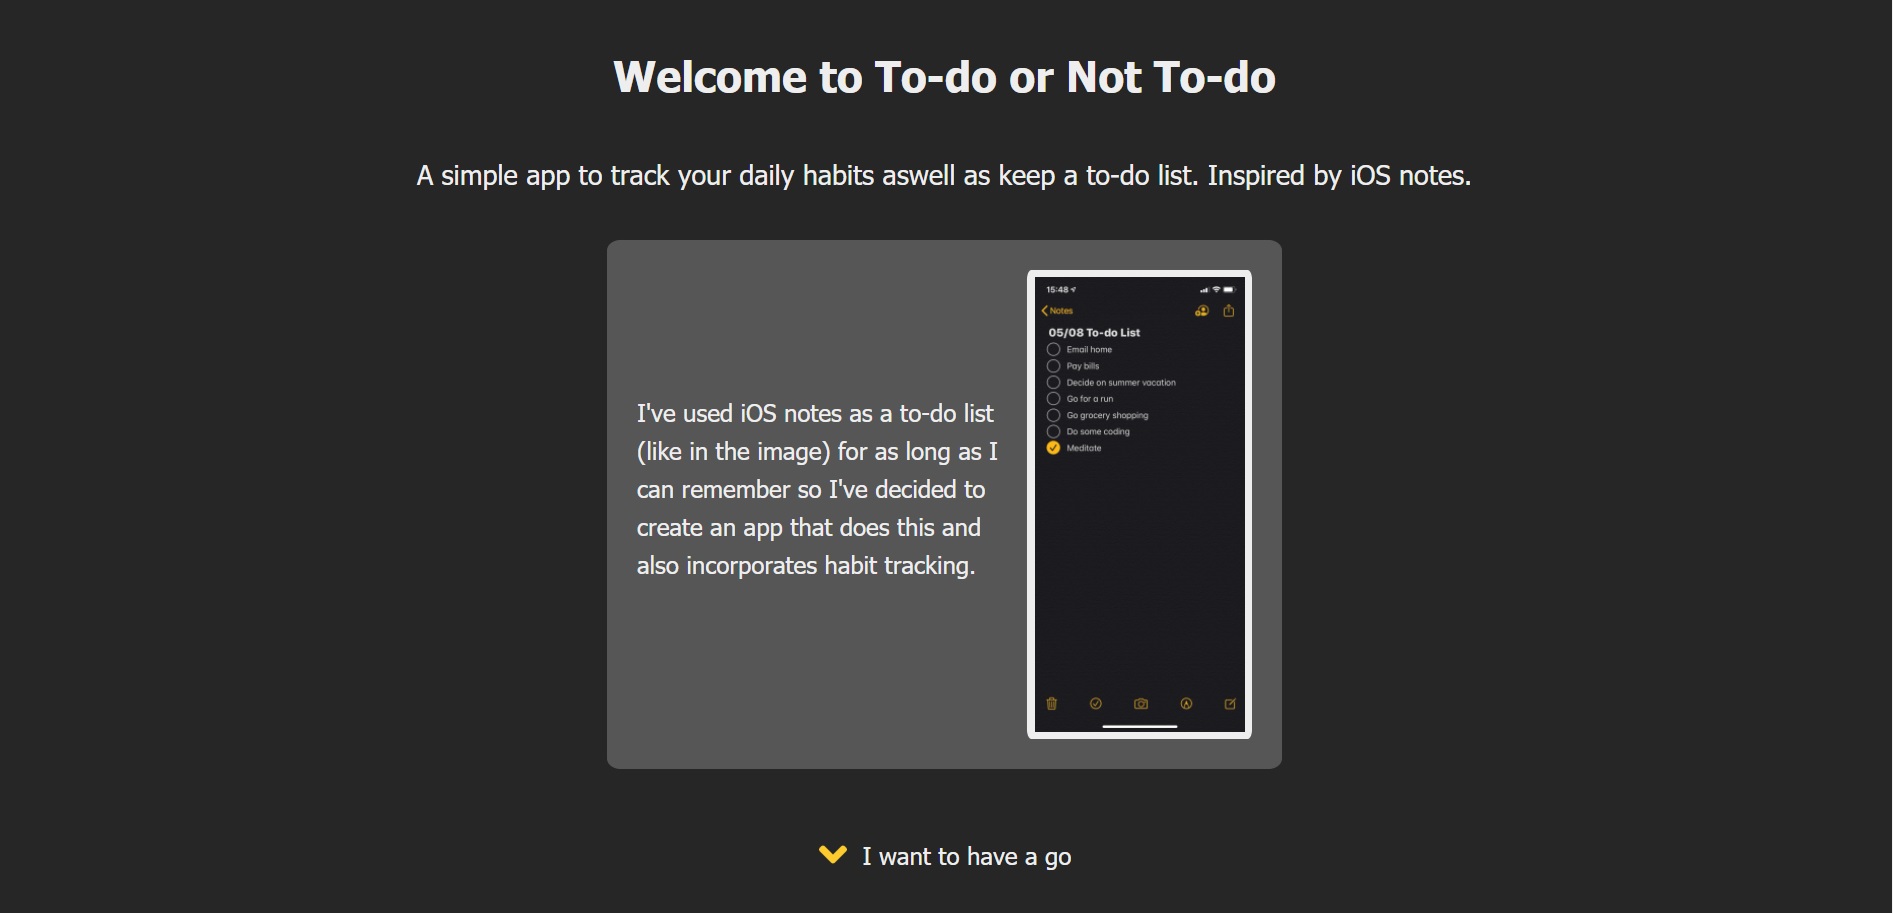 Welcome to To-do or Not To-do
A simple app to track your daily habits aswell as keep a to-do list. Inspired by iOS notes.
I've used iOS notes as a to-do list
(like in the image) for as long as I
can remember so I've decided to
create an app that does this and
also incorporates habit tracking.
15:48
Notes
05/08 To-do List
Email home
Pay bills
Decide on summer vacation
Go for a run
Go grocery shopping
Do some coding
Meditate
I want to have a go